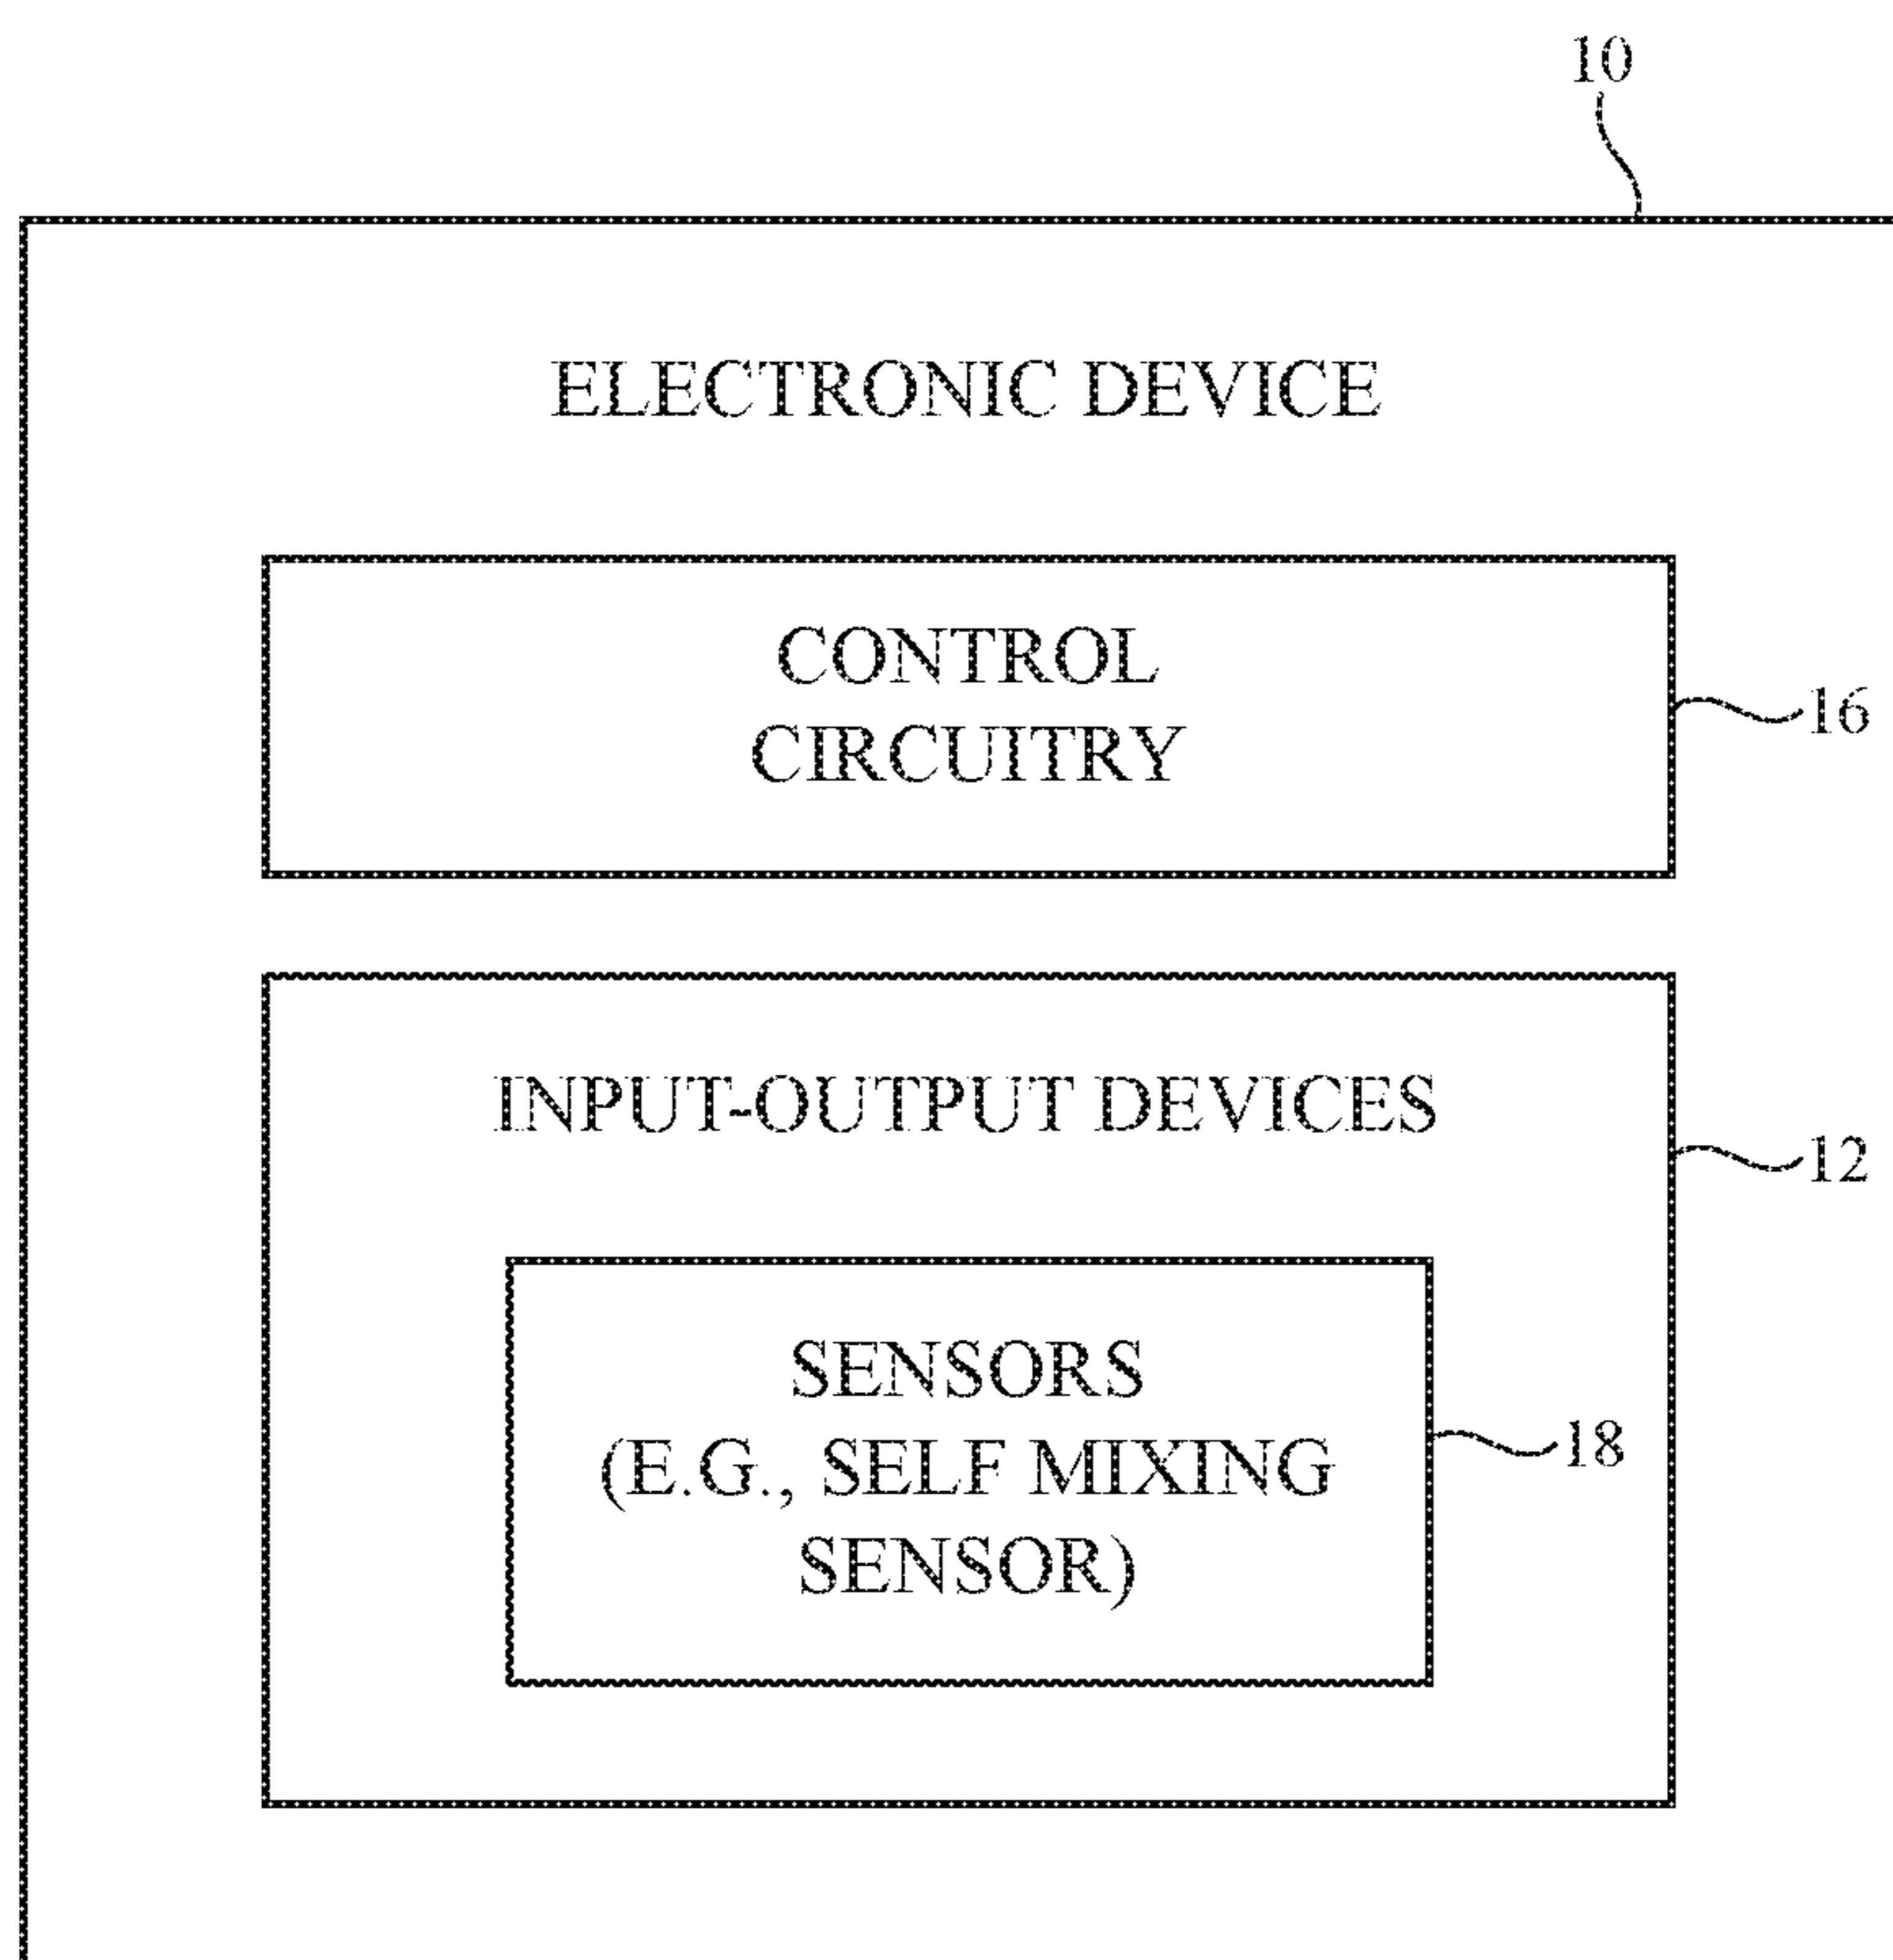 10
ELECTRONIC DEVICE
CONTROL
CIRCUITRY
16
INPUT-OUTPUT DEVICES
12
SENSORS
(E.G., SELF MIXING
SENSOR)
18